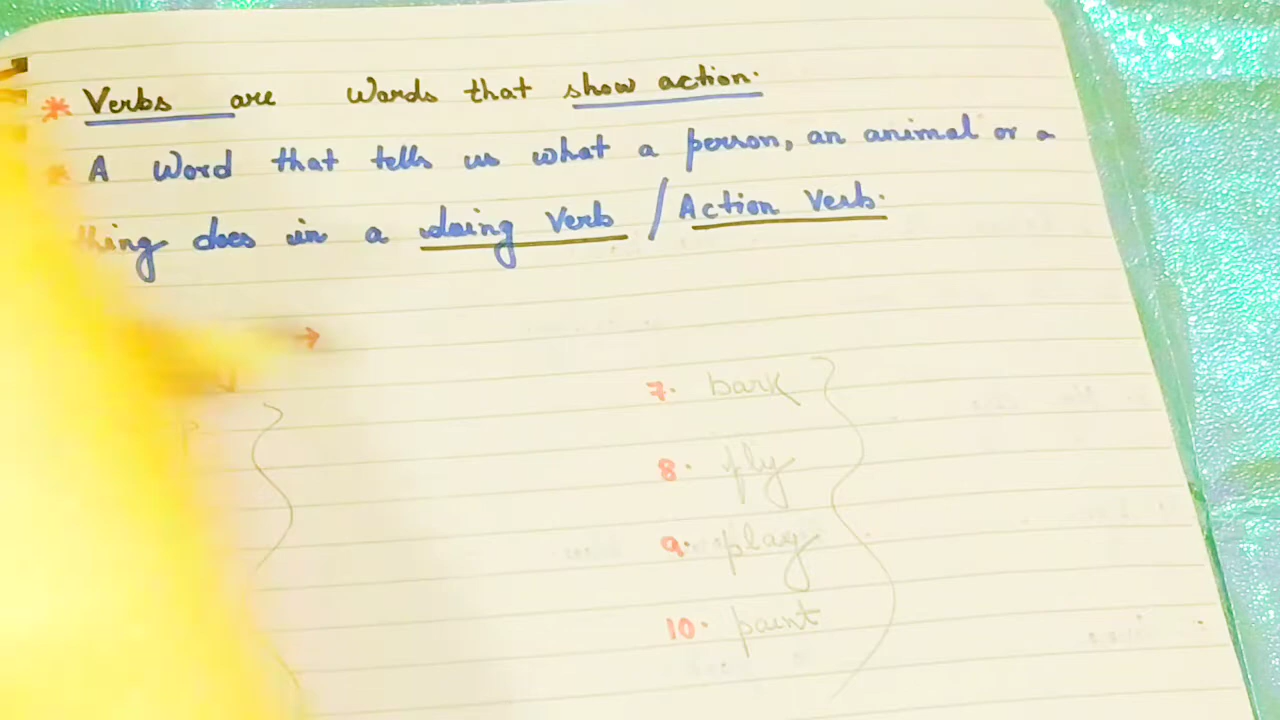 * Verbs are Words that show action.
* A Word that tells us what a person, an animal or a
thing does in a doing Verb / Action Verb.
→
7. bark
8. fly
9. play
10. paint